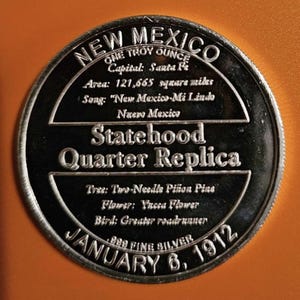 NEW MEXICO
ONE TROY OUNCE
Capital: Santa Fe
Area: 121,665 square miles
Song: "New Mexico-Mi Lindo
Nuevo Mexico
Statehood
Quarter Replica
Tree: Two-Needle Piñon Pine
Flower: Yucca Flower
Bird: Greater roadrunner
.999 FINE SILVER
JANUARY 6, 1912